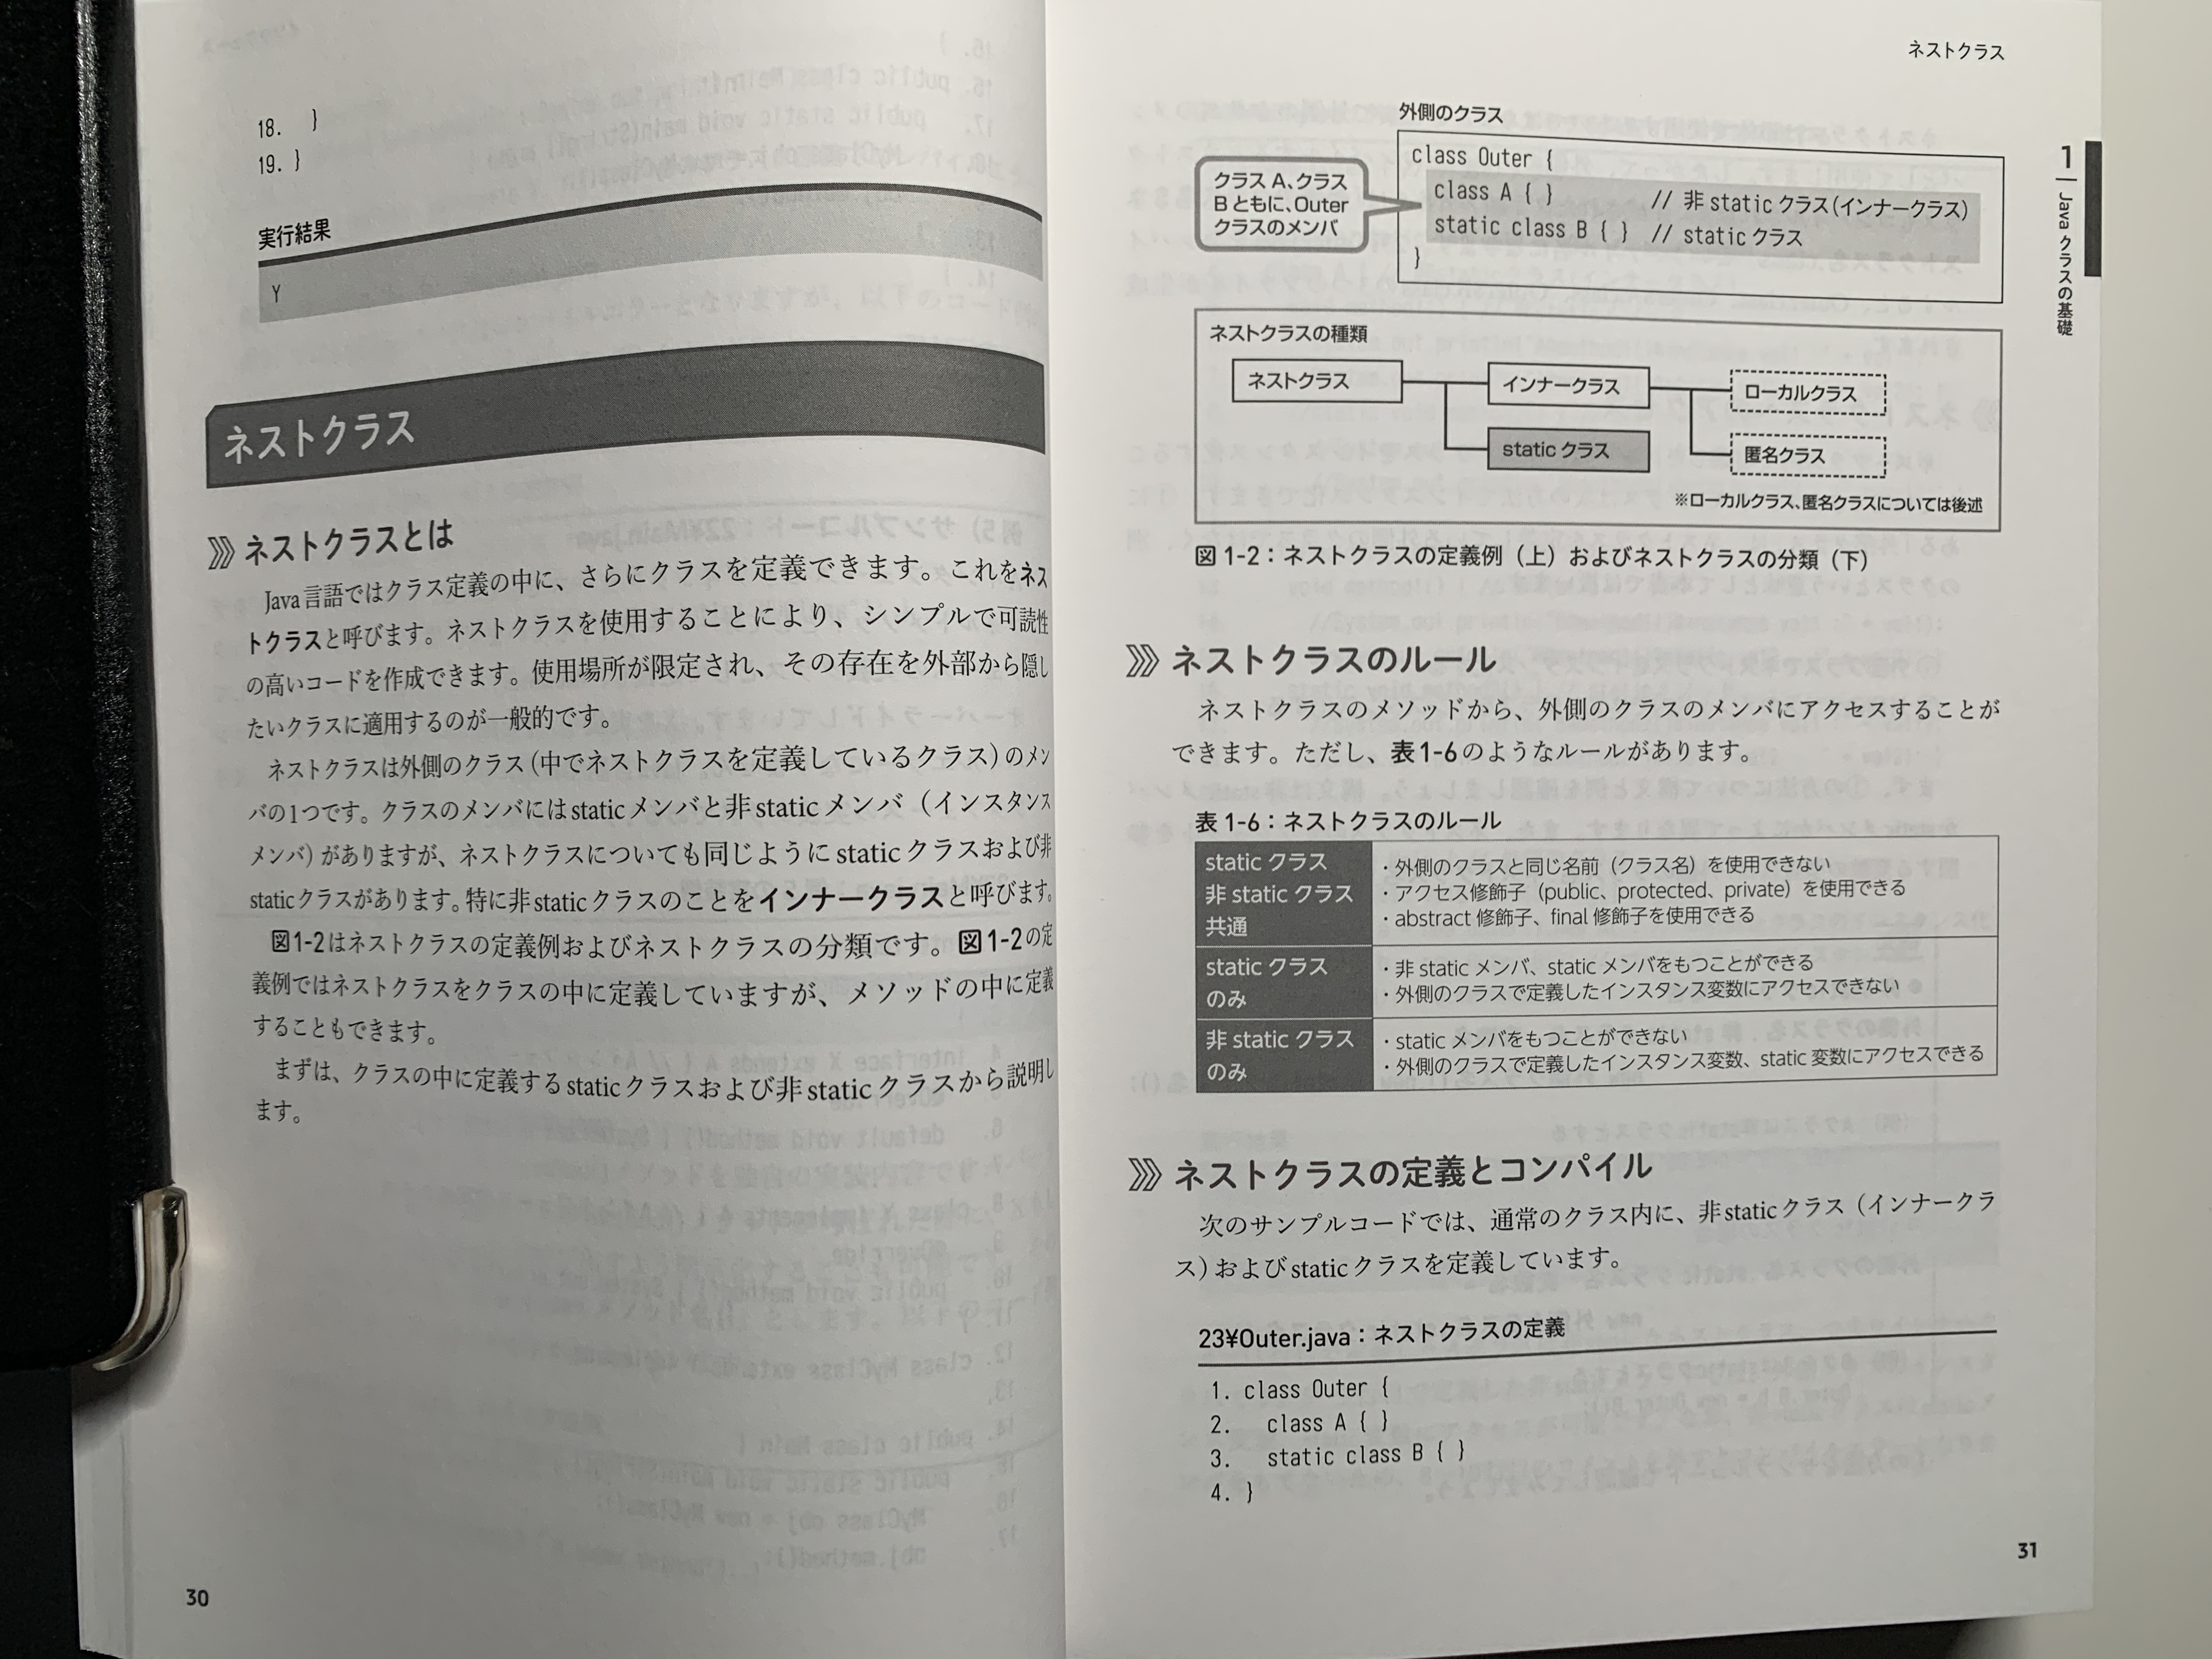 18.   }
19. }
実行結果
Y
ネストクラス
ネストクラスとは
Java言語ではクラス定義の中に、さらにクラスを定義できます。これをネス
トクラスと呼びます。ネストクラスを使用することにより、シンプルで可読性
の高いコードを作成できます。使用場所が限定され、その存在を外部から隠し
たいクラスに適用するのが一般的です。
ネストクラスは外側のクラス(中でネストクラスを定義しているクラス)のメン
バの1つです。クラスのメンバにはstaticメンバと非staticメンバ（インスタンス
メンバ）がありますが、ネストクラスについても同じようにstaticクラスおよび非
staticクラスがあります。特に非staticクラスのことをインナークラスと呼びます。
図1-2はネストクラスの定義例およびネストクラスの分類です。図1-2の定
義例ではネストクラスをクラスの中に定義していますが、メソッドの中に定義
することもできます。
まずは、クラスの中に定義するstaticクラスおよび非staticクラスから説明し
ます。
30
ネストクラス
1 Javaクラスの基礎
外側のクラス
クラスA、クラス
Bともに、Outer
クラスのメンバ
class Outer {
class A { }          // 非staticクラス(インナークラス)
static class B { }  // staticクラス
}
ネストクラスの種類
ネストクラス
インナークラス
ローカルクラス
staticクラス
匿名クラス
※ローカルクラス、匿名クラスについては後述
図1-2：ネストクラスの定義例（上）およびネストクラスの分類（下）
ネストクラスのルール
ネストクラスのメソッドから、外側のクラスのメンバにアクセスすることが
できます。ただし、表1-6のようなルールがあります。
表1-6：ネストクラスのルール
static クラス
非 static クラス
共通
・外側のクラスと同じ名前（クラス名）を使用できない
・アクセス修飾子（public、protected、private）を使用できる
・abstract 修飾子、final 修飾子を使用できる
static クラス
のみ
・非 static メンバ、static メンバをもつことができる
・外側のクラスで定義したインスタンス変数にアクセスできない
非 static クラス
のみ
・static メンバをもつことができない
・外側のクラスで定義したインスタンス変数、static 変数にアクセスできる
ネストクラスの定義とコンパイル
次のサンプルコードでは、通常のクラス内に、非staticクラス（インナークラ
ス）およびstaticクラスを定義しています。
23¥Outer.java：ネストクラスの定義
1. class Outer {
2.   class A { }
3.   static class B { }
4. }
31